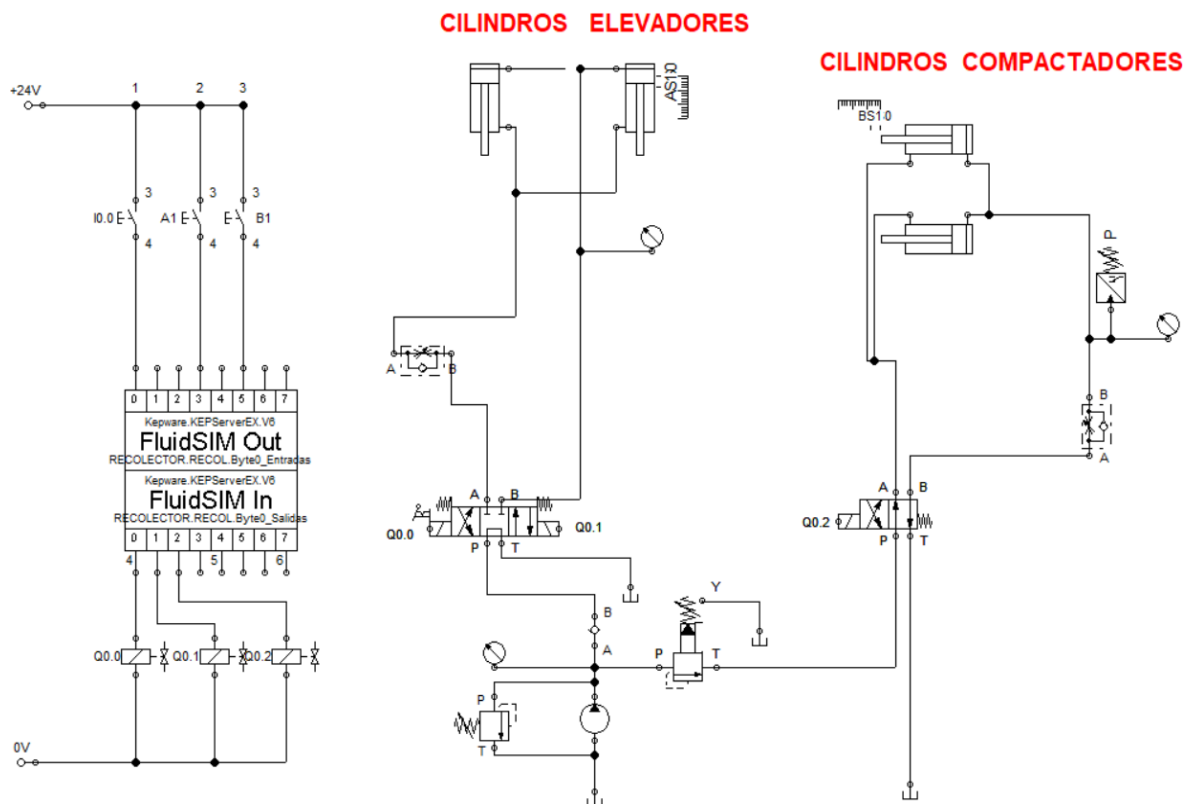 CILINDROS ELEVADORES
CILINDROS COMPACTADORES
+24V
1
2
3
AS1.0
BS1.0
3
3
3
I0.0
A1
B1
4
4
4
P
A
B
B
A
0 1 2 3 4 5 6 7
Kepware.KEPServerEX.V6
FluidSIM Out
RECOLECTOR.RECOL.Byte0_Entradas
Kepware.KEPServerEX.V6
FluidSIM In
RECOLECTOR.RECOL.Byte0_Salidas
0 1 2 3 4 5 6 7
4
5
6
A
B
Q0.0
Q0.1
P
T
A
B
Q0.2
P
T
Y
B
A
P
T
Q0.0
Q0.1
Q0.2
P
T
0V